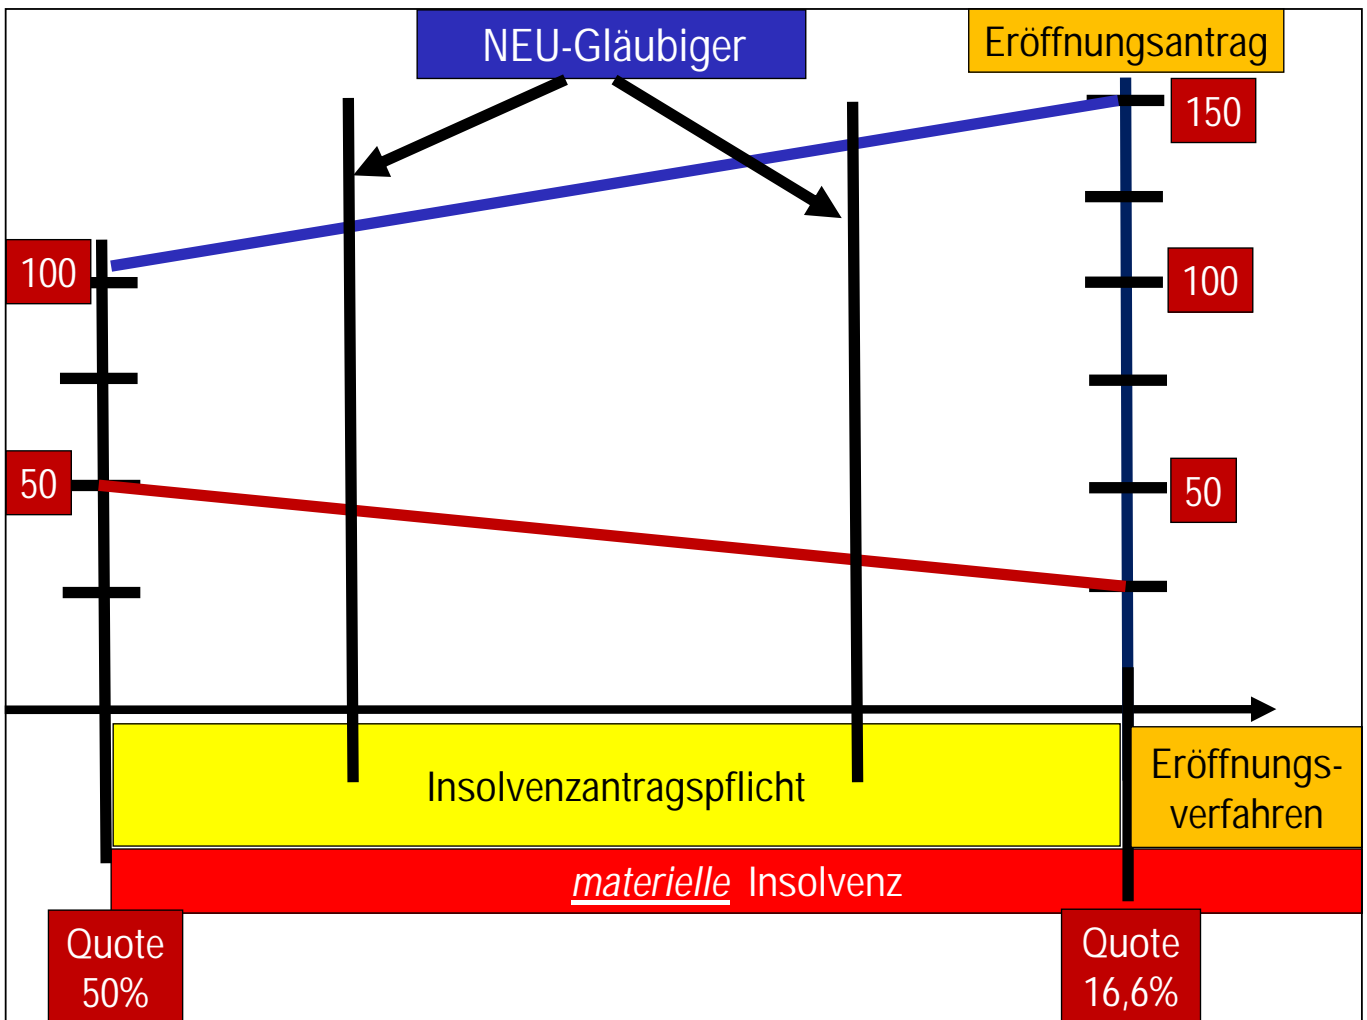 NEU-Gläubiger
Eröffnungsantrag
150
100
100
50
50
Insolvenzantragspflicht
Eröffnungs-
verfahren
materielle Insolvenz
Quote
50%
Quote
16,6%